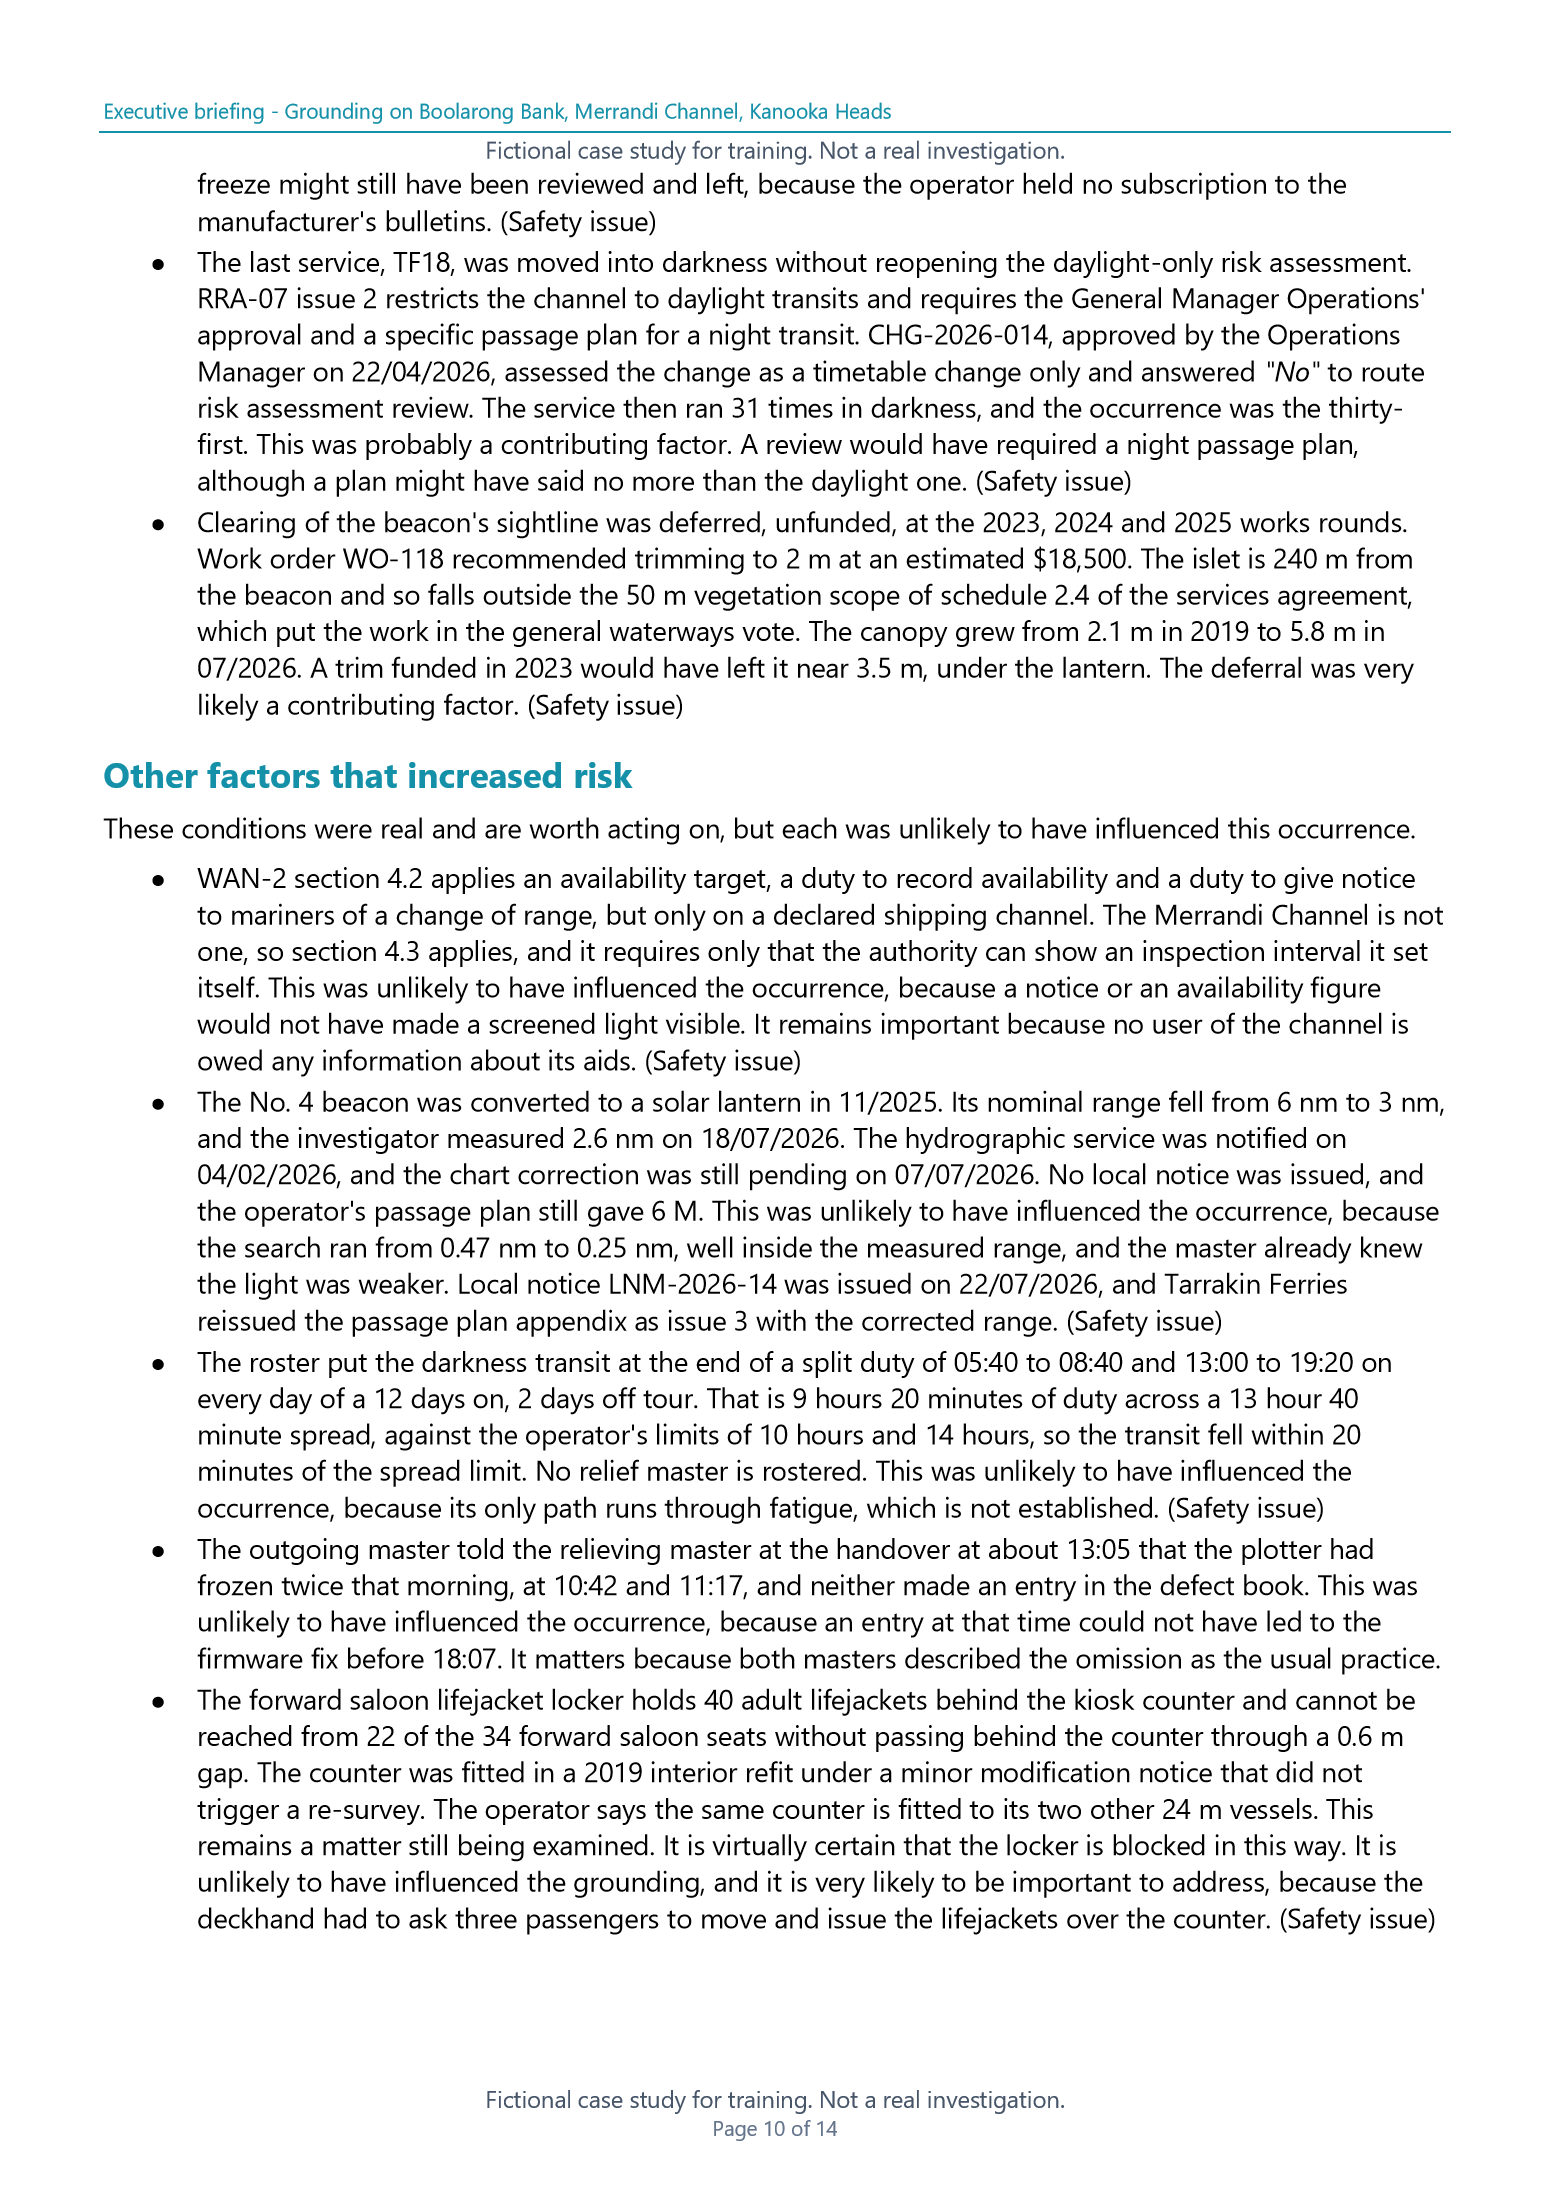 Executive briefing - Grounding on Boolarong Bank, Merrandi Channel, Kanooka Heads
Fictional case study for training. Not a real investigation.
freeze might still have been reviewed and left, because the operator held no subscription to the
manufacturer's bulletins. (Safety issue)
● The last service, TF18, was moved into darkness without reopening the daylight-only risk assessment.
RRA-07 issue 2 restricts the channel to daylight transits and requires the General Manager Operations'
approval and a specific passage plan for a night transit. CHG-2026-014, approved by the Operations
Manager on 22/04/2026, assessed the change as a timetable change only and answered "No" to route
risk assessment review. The service then ran 31 times in darkness, and the occurrence was the thirty-
first. This was probably a contributing factor. A review would have required a night passage plan,
although a plan might have said no more than the daylight one. (Safety issue)
● Clearing of the beacon's sightline was deferred, unfunded, at the 2023, 2024 and 2025 works rounds.
Work order WO-118 recommended trimming to 2 m at an estimated $18,500. The islet is 240 m from
the beacon and so falls outside the 50 m vegetation scope of schedule 2.4 of the services agreement,
which put the work in the general waterways vote. The canopy grew from 2.1 m in 2019 to 5.8 m in
07/2026. A trim funded in 2023 would have left it near 3.5 m, under the lantern. The deferral was very
likely a contributing factor. (Safety issue)
Other factors that increased risk
These conditions were real and are worth acting on, but each was unlikely to have influenced this occurrence.
● WAN-2 section 4.2 applies an availability target, a duty to record availability and a duty to give notice
to mariners of a change of range, but only on a declared shipping channel. The Merrandi Channel is not
one, so section 4.3 applies, and it requires only that the authority can show an inspection interval it set
itself. This was unlikely to have influenced the occurrence, because a notice or an availability figure
would not have made a screened light visible. It remains important because no user of the channel is
owed any information about its aids. (Safety issue)
● The No. 4 beacon was converted to a solar lantern in 11/2025. Its nominal range fell from 6 nm to 3 nm,
and the investigator measured 2.6 nm on 18/07/2026. The hydrographic service was notified on
04/02/2026, and the chart correction was still pending on 07/07/2026. No local notice was issued, and
the operator's passage plan still gave 6 M. This was unlikely to have influenced the occurrence, because
the search ran from 0.47 nm to 0.25 nm, well inside the measured range, and the master already knew
the light was weaker. Local notice LNM-2026-14 was issued on 22/07/2026, and Tarrakin Ferries
reissued the passage plan appendix as issue 3 with the corrected range. (Safety issue)
● The roster put the darkness transit at the end of a split duty of 05:40 to 08:40 and 13:00 to 19:20 on
every day of a 12 days on, 2 days off tour. That is 9 hours 20 minutes of duty across a 13 hour 40
minute spread, against the operator's limits of 10 hours and 14 hours, so the transit fell within 20
minutes of the spread limit. No relief master is rostered. This was unlikely to have influenced the
occurrence, because its only path runs through fatigue, which is not established. (Safety issue)
● The outgoing master told the relieving master at the handover at about 13:05 that the plotter had
frozen twice that morning, at 10:42 and 11:17, and neither made an entry in the defect book. This was
unlikely to have influenced the occurrence, because an entry at that time could not have led to the
firmware fix before 18:07. It matters because both masters described the omission as the usual practice.
● The forward saloon lifejacket locker holds 40 adult lifejackets behind the kiosk counter and cannot be
reached from 22 of the 34 forward saloon seats without passing behind the counter through a 0.6 m
gap. The counter was fitted in a 2019 interior refit under a minor modification notice that did not
trigger a re-survey. The operator says the same counter is fitted to its two other 24 m vessels. This
remains a matter still being examined. It is virtually certain that the locker is blocked in this way. It is
unlikely to have influenced the grounding, and it is very likely to be important to address, because the
deckhand had to ask three passengers to move and issue the lifejackets over the counter. (Safety issue)
Fictional case study for training. Not a real investigation.
Page 10 of 14